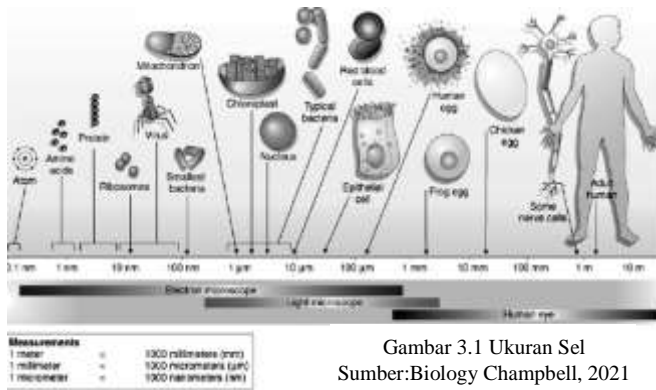 Mitochondrion
Red blood
cells
Chloroplast
Typical
bacteria
Human
egg
Protein
Virus
Nucleus
Chicken
egg
Amino
acids
Atom
Ribosomes
Smallest
bacteria
Epithelial
cell
Frog egg
Some
nerve cells
Adult
human
0.1 nm
1 nm
10 nm
100 nm
1 µm
10 µm
100 µm
1 mm
10 mm
100 mm
1 m
10 m
Electron microscope
Light microscope
Human eye
Measurements
1 meter = 1000 millimeters (mm)
1 millimeter = 1000 micrometers (µm)
1 micrometer = 1000 nanometers (nm)
Gambar 3.1 Ukuran Sel
Sumber:Biology Champbell, 2021